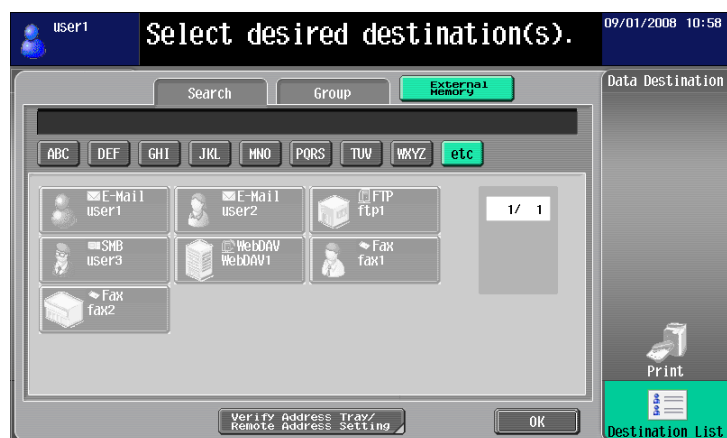 user1
Select desired destination(s).
09/01/2008 10:58
Search
Group
External
Memory
Data Destination
ABC DEF GHI JKL MNO PQRS TUV WXYZ etc
E-Mail
user1
E-Mail
user2
FTP
ftp1
1/ 1
SMB
user3
WebDAV
WebDAV1
Fax
fax1
Fax
fax2
Print
Verify Address Tray/
Remote Address Setting
OK
Destination List